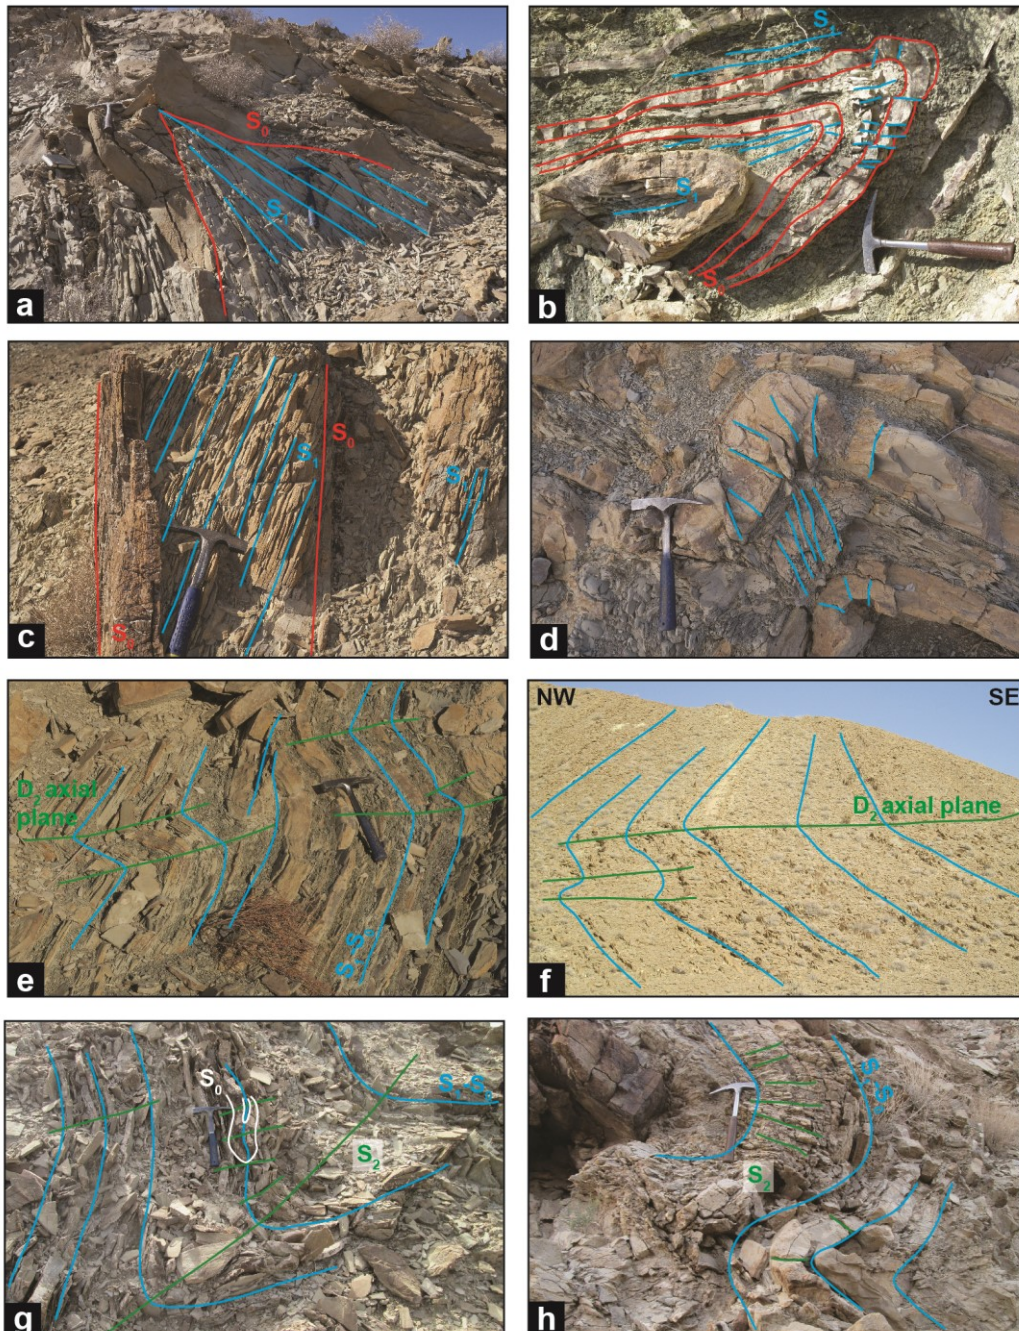 S₀
S₁
a
S₁
S₁
S₀
b
S₀
S₁
S₁
S₀
c
d
D₂ axial
plane
S₁-S₀
e
NW
SE
D₂ axial plane
f
S₀
S₁-S₀
S₂
g
S₁-S₀
S₂
h